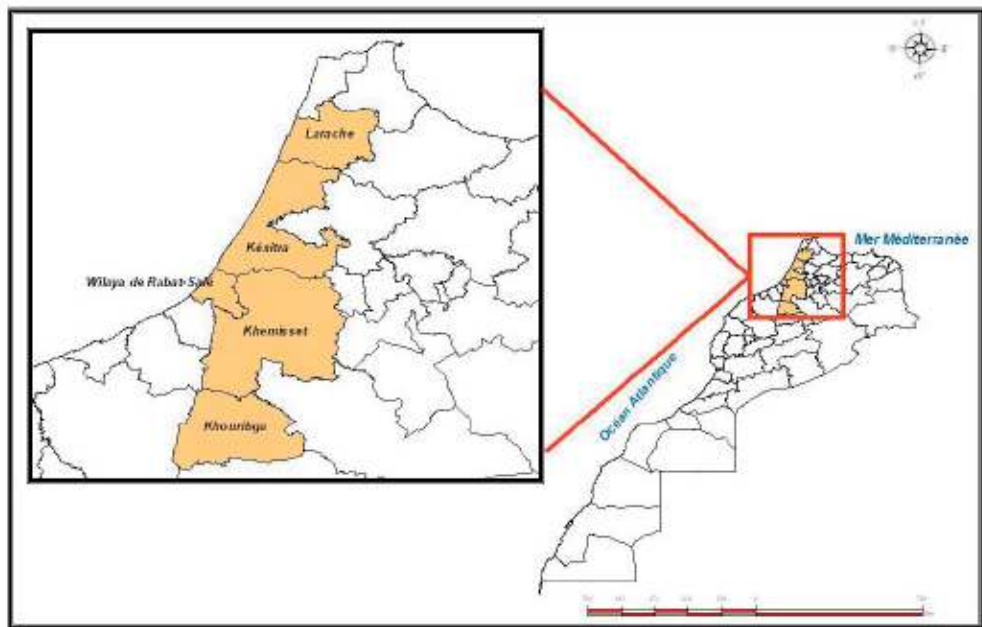 Larache
Kénitra
Wilaya de Rabat-Salé
Khemisset
Khouribga
Mer Méditerranée
Océan Atlantique